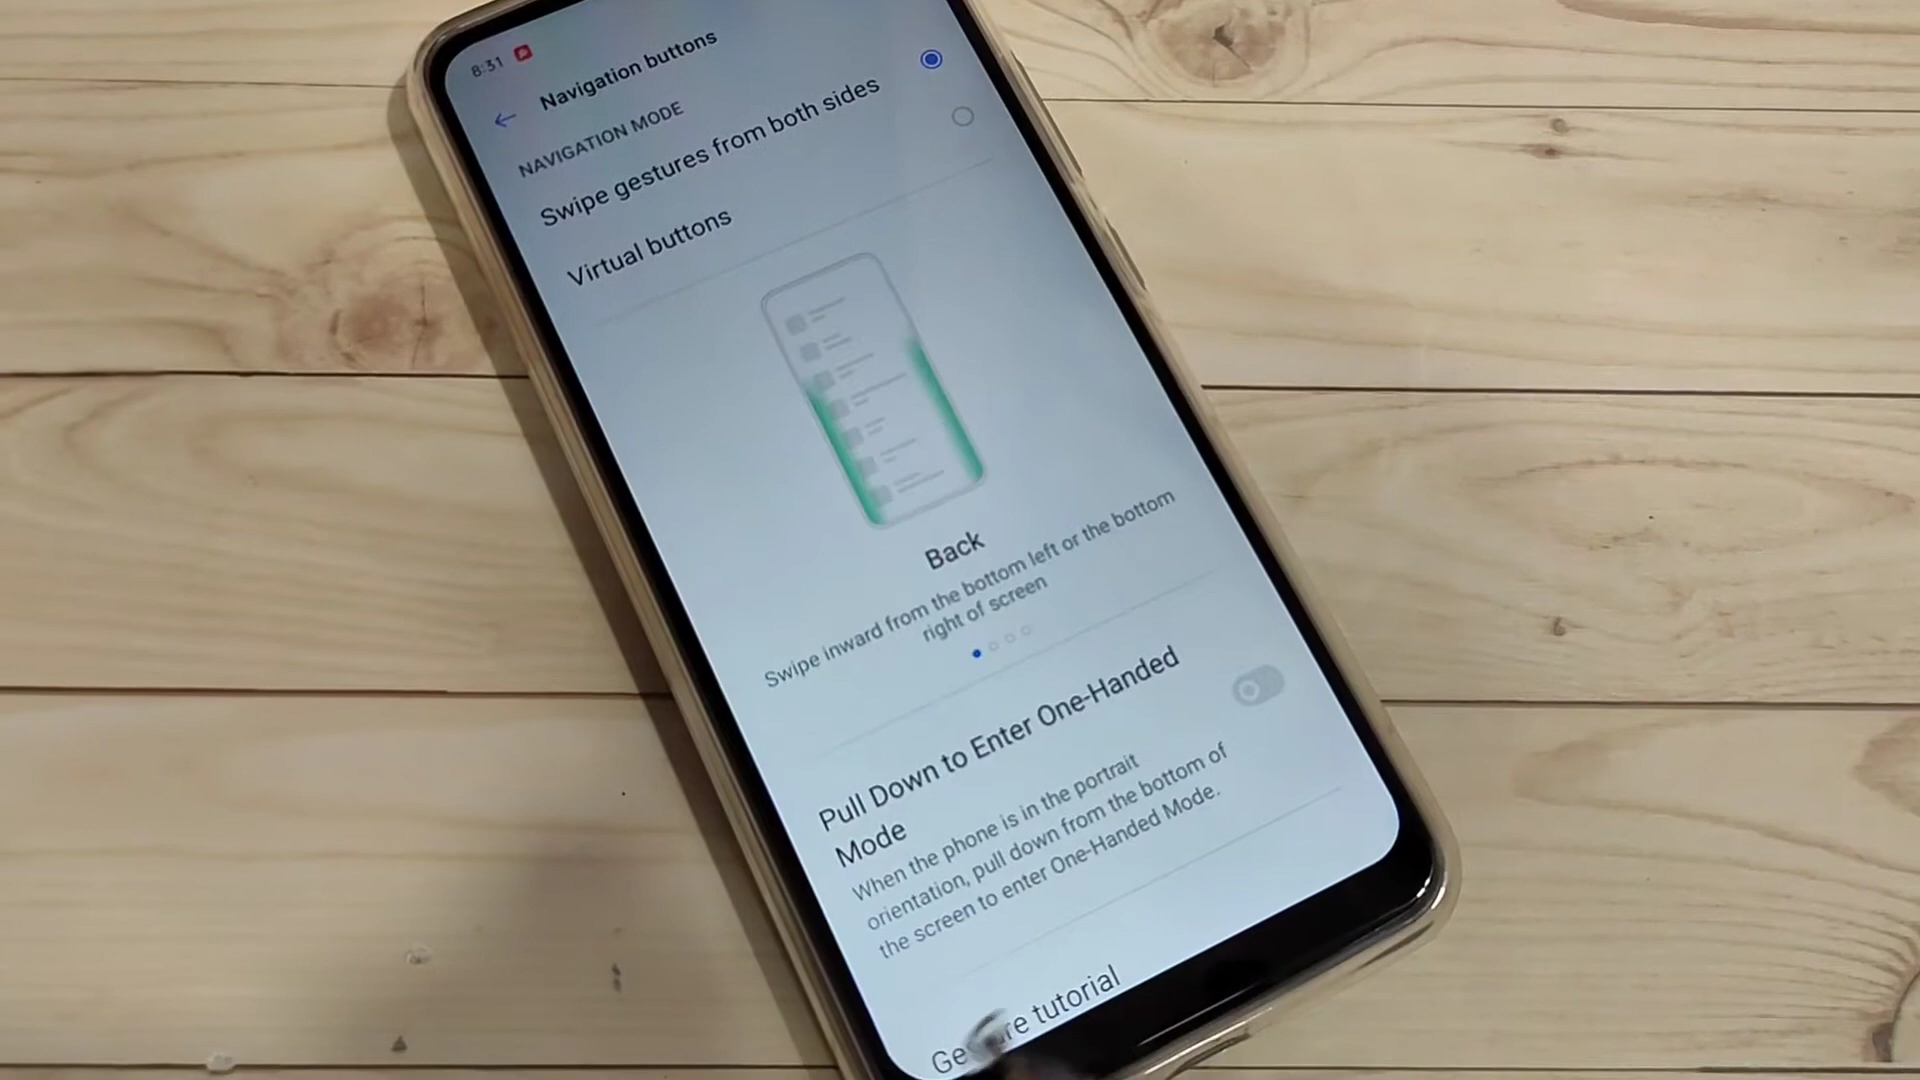 8:31
Navigation buttons
NAVIGATION MODE
Swipe gestures from both sides
Virtual buttons
Back
Swipe inward from the bottom left or the bottom
right of screen
Pull Down to Enter One-Handed
Mode
When the phone is in the portrait
orientation, pull down from the bottom of
the screen to enter One-Handed Mode.
Gesture tutorial